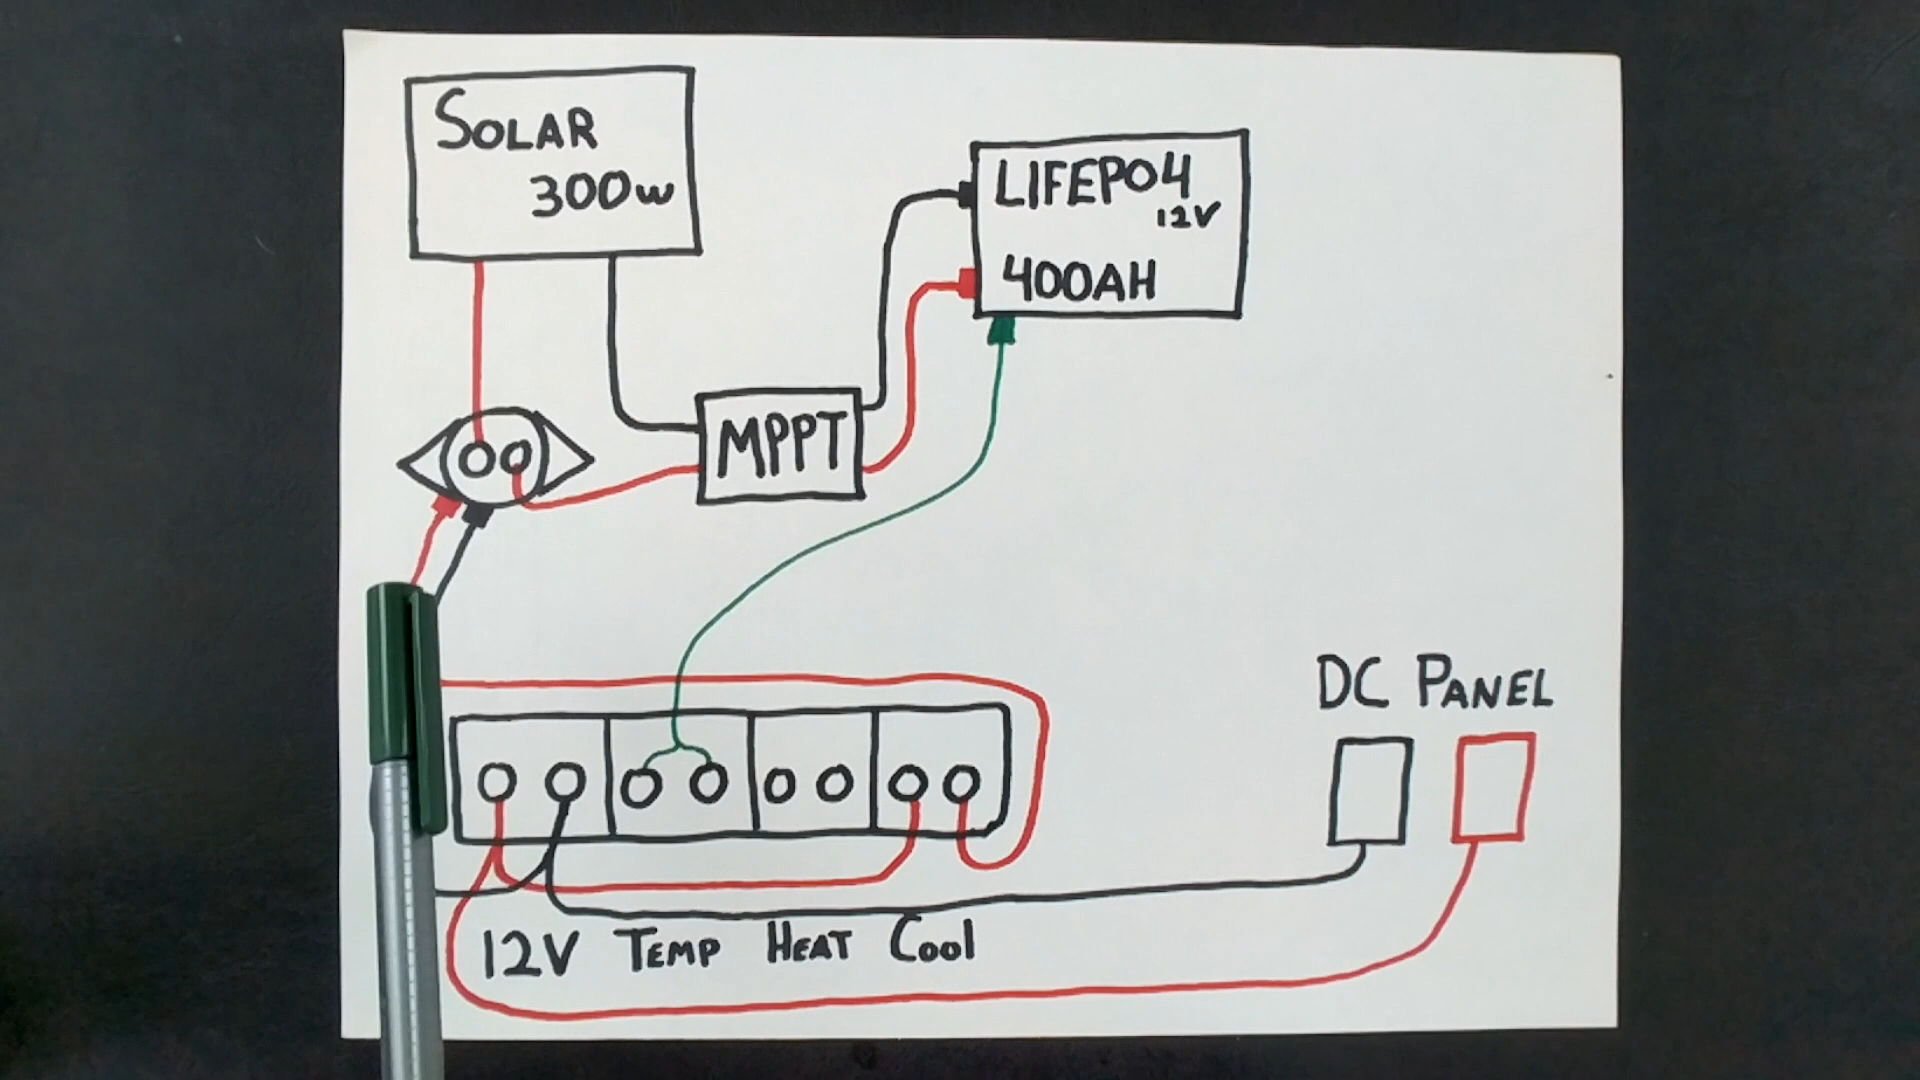 SOLAR
300W
LIFEPO4
12V
400AH
MPPT
DC PANEL
12V TEMP HEAT COOL